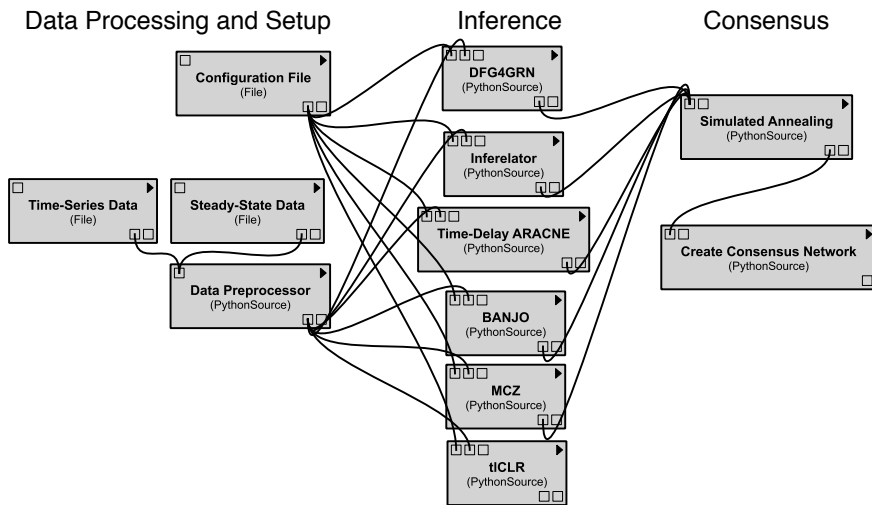 Data Processing and Setup
Inference
Consensus
Configuration File
(File)
DFG4GRN
(PythonSource)
Simulated Annealing
(PythonSource)
Inferelator
(PythonSource)
Time-Series Data
(File)
Steady-State Data
(File)
Time-Delay ARACNE
(PythonSource)
Create Consensus Network
(PythonSource)
Data Preprocessor
(PythonSource)
BANJO
(PythonSource)
MCZ
(PythonSource)
tlCLR
(PythonSource)